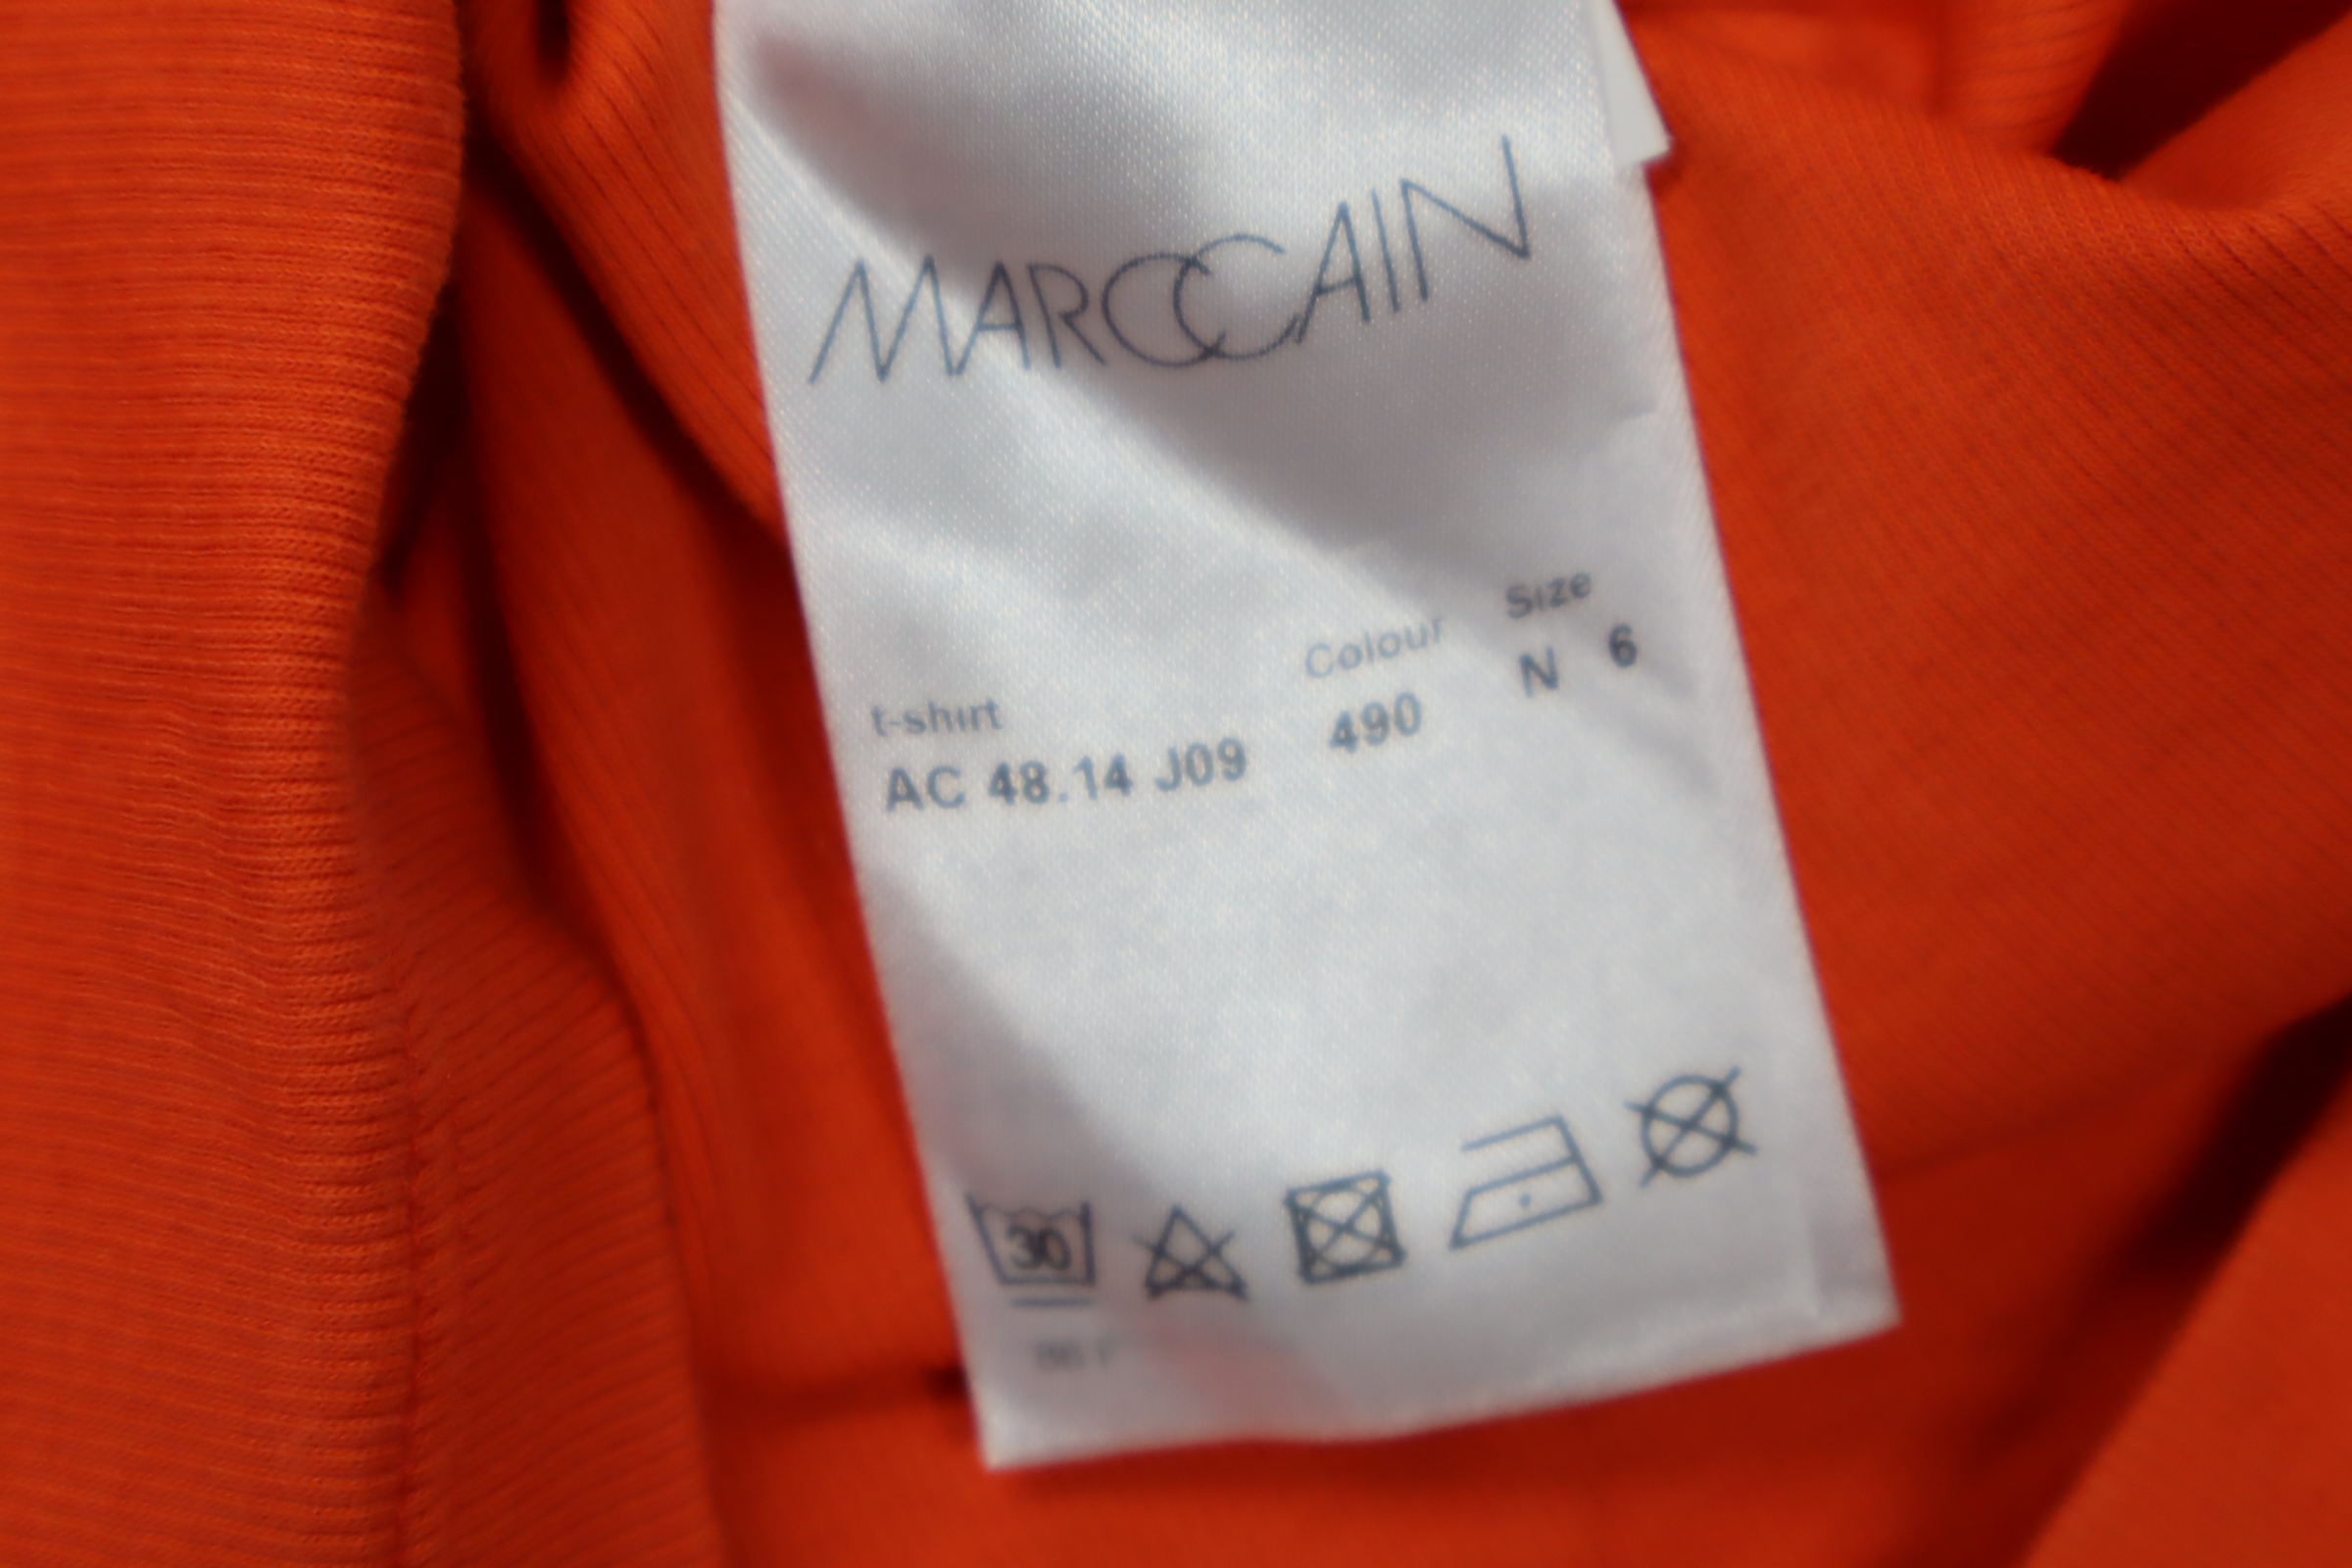 MARCCAIN
t-shirt Colour Size
AC 48.14 J09 490 N 6
30